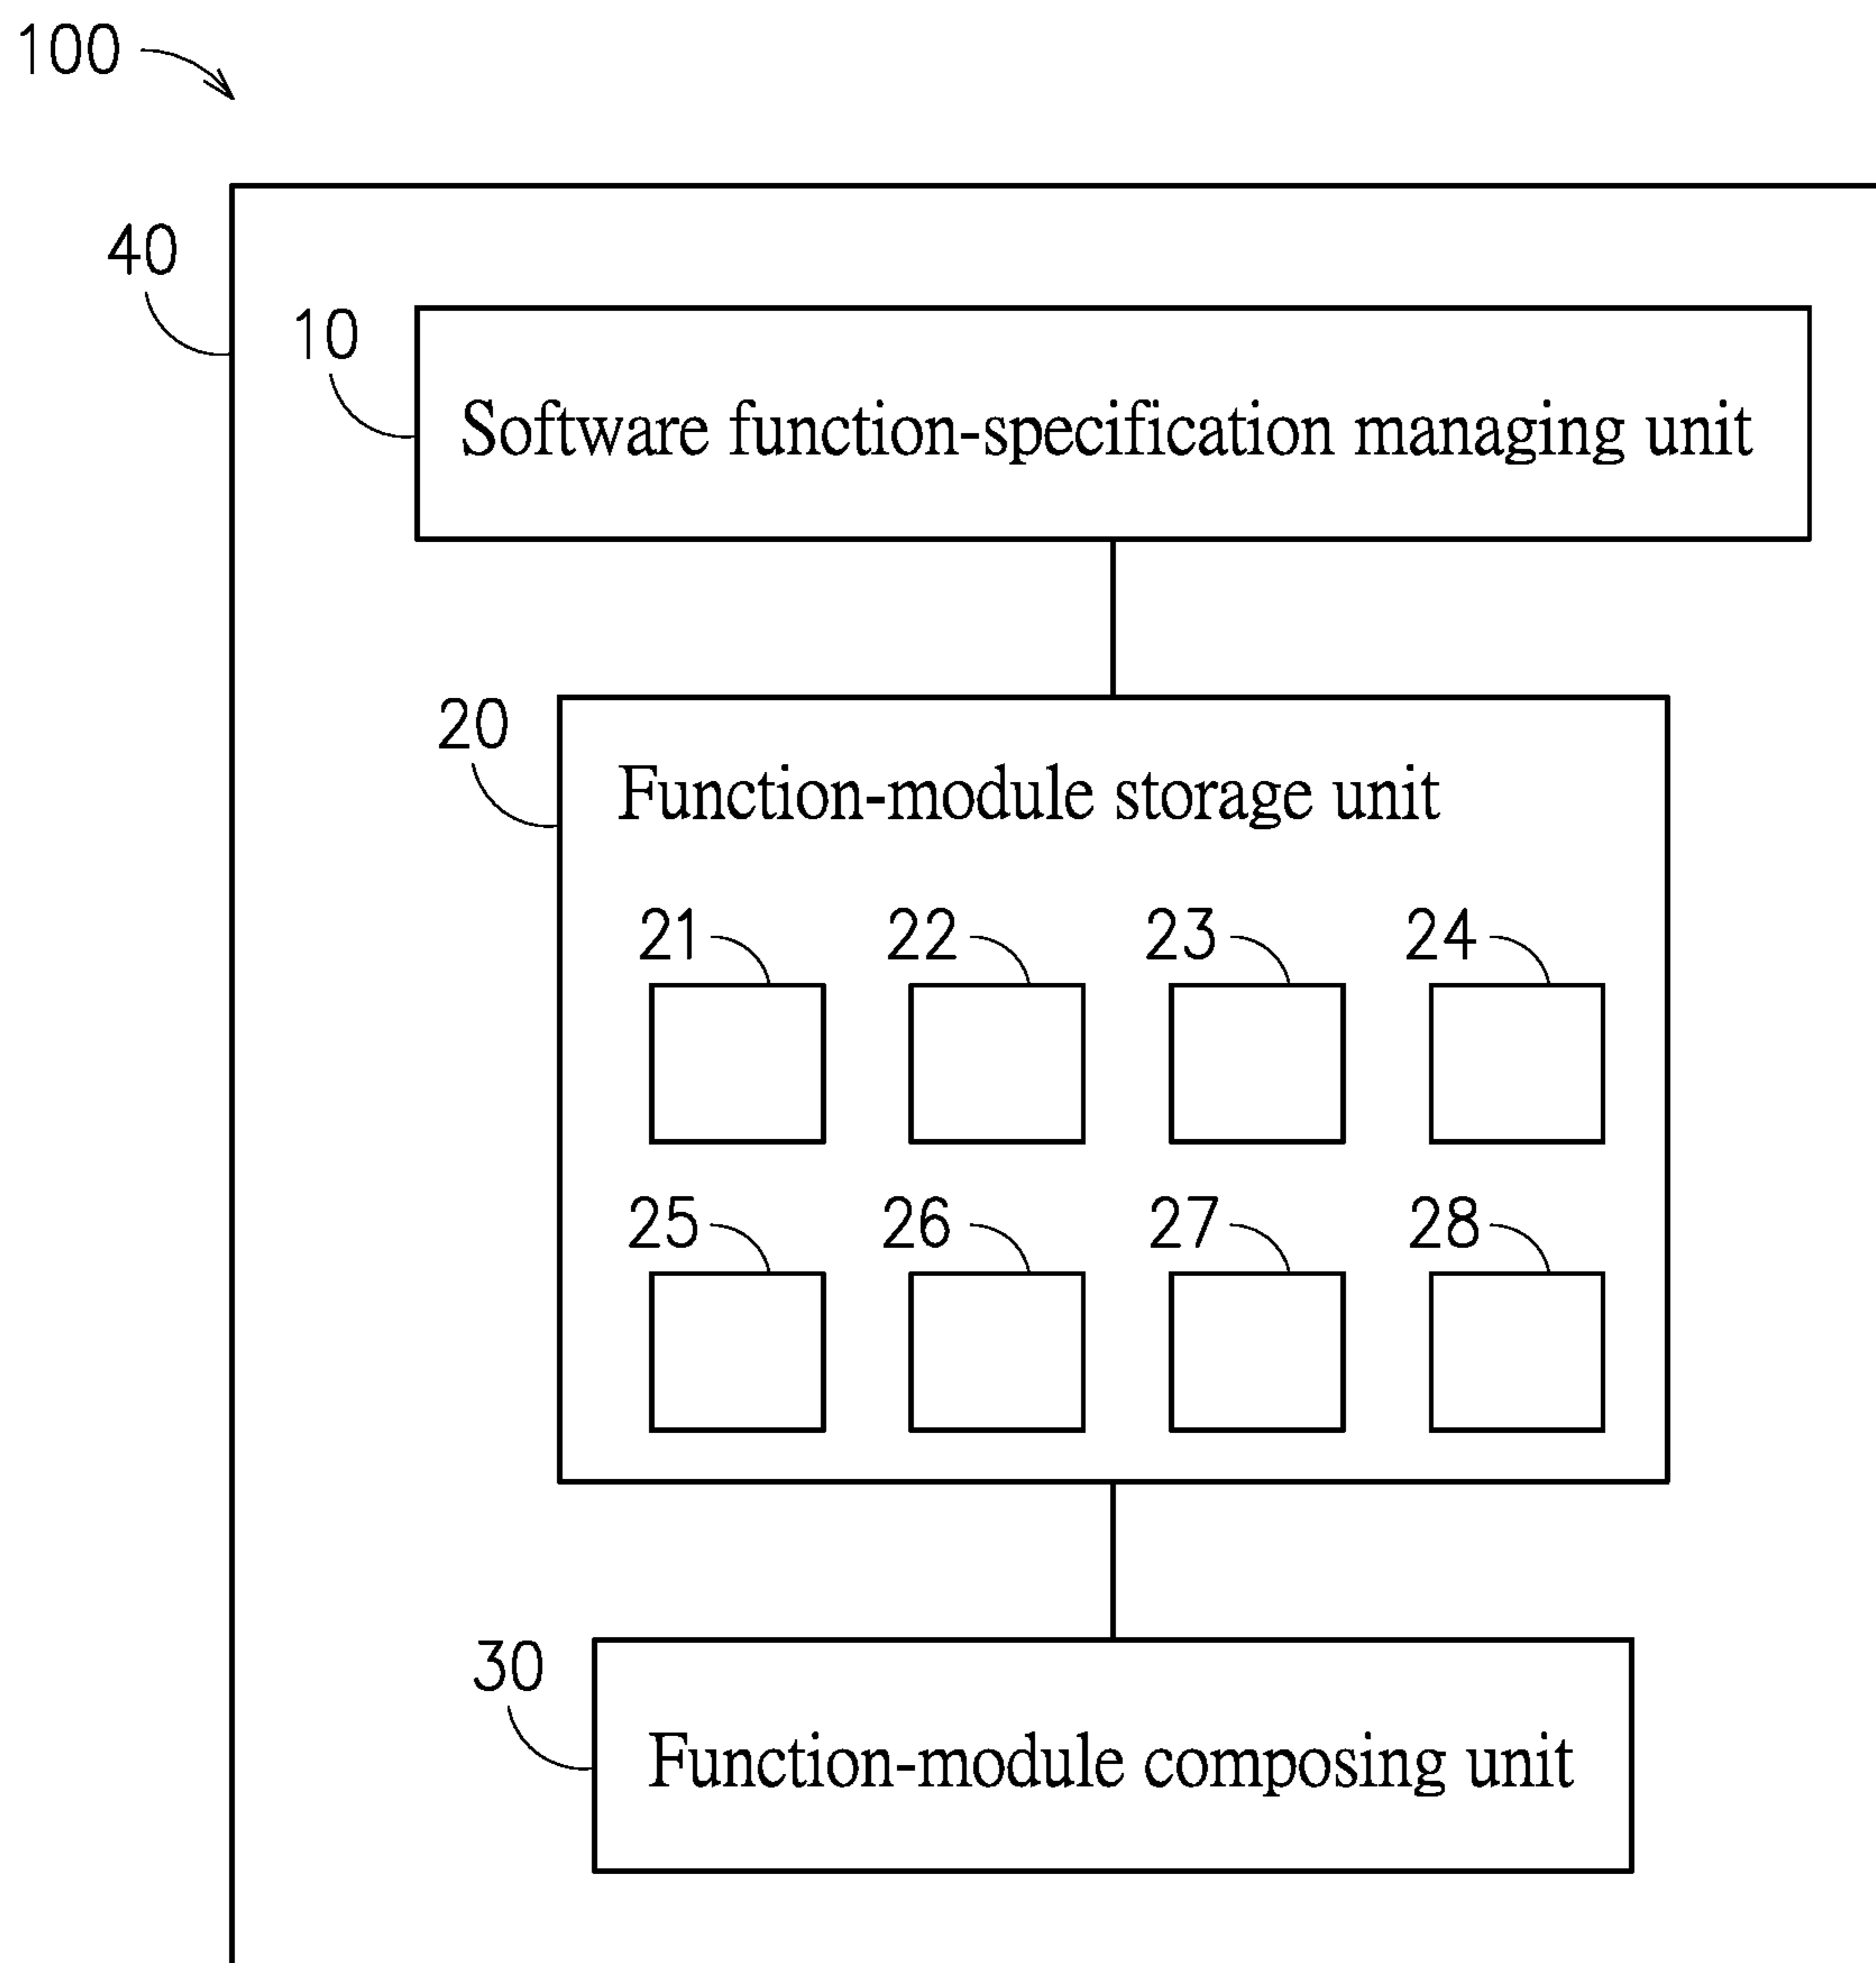 100
40
10
Software function-specification managing unit
20
Function-module storage unit
21 22 23 24
25 26 27 28
30
Function-module composing unit